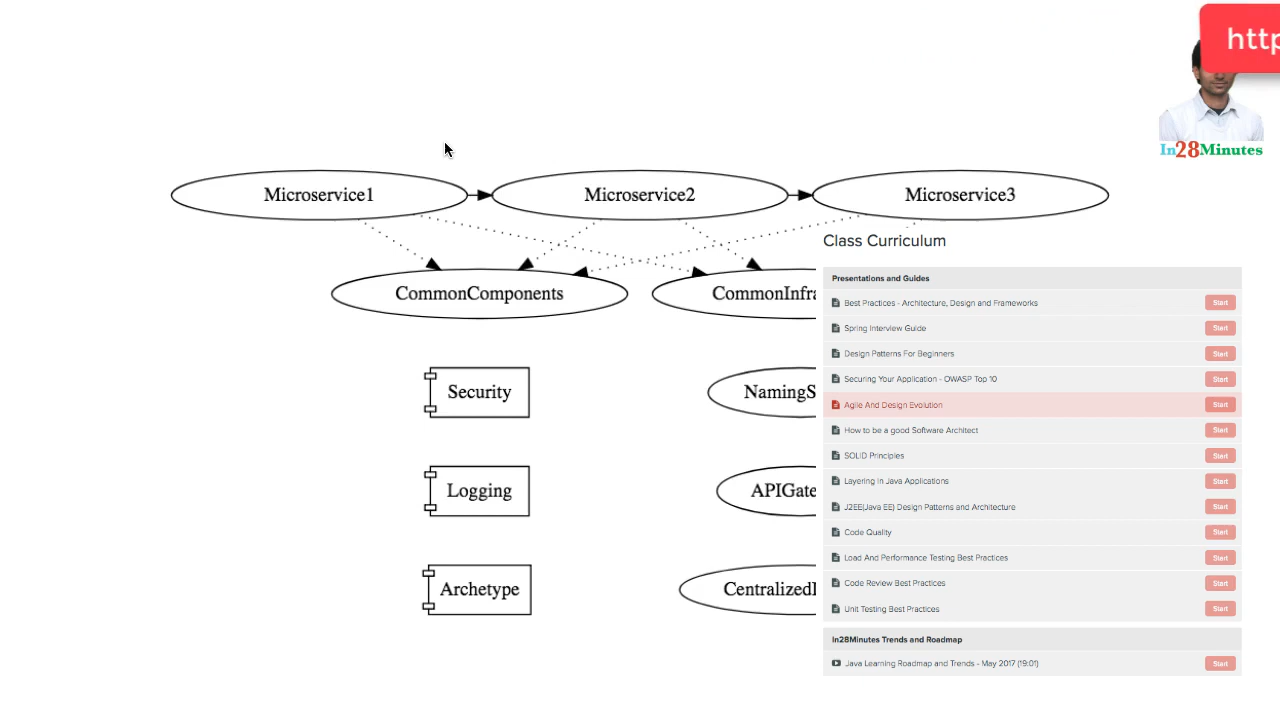 http
In28Minutes
Microservice1
Microservice2
Microservice3
CommonComponents
CommonInfra
Security
NamingS
Logging
APIGate
Archetype
Centralized
Class Curriculum
Presentations and Guides
Best Practices - Architecture, Design and Frameworks Start
Spring Interview Guide Start
Design Patterns For Beginners Start
Securing Your Application - OWASP Top 10 Start
Agile And Design Evolution Start
How to be a good Software Architect Start
SOLID Principles Start
Layering in Java Applications Start
J2EE(Java EE) Design Patterns and Architecture Start
Code Quality Start
Load And Performance Testing Best Practices Start
Code Review Best Practices Start
Unit Testing Best Practices Start
In28Minutes Trends and Roadmap
Java Learning Roadmap and Trends - May 2017 (19:01) Start